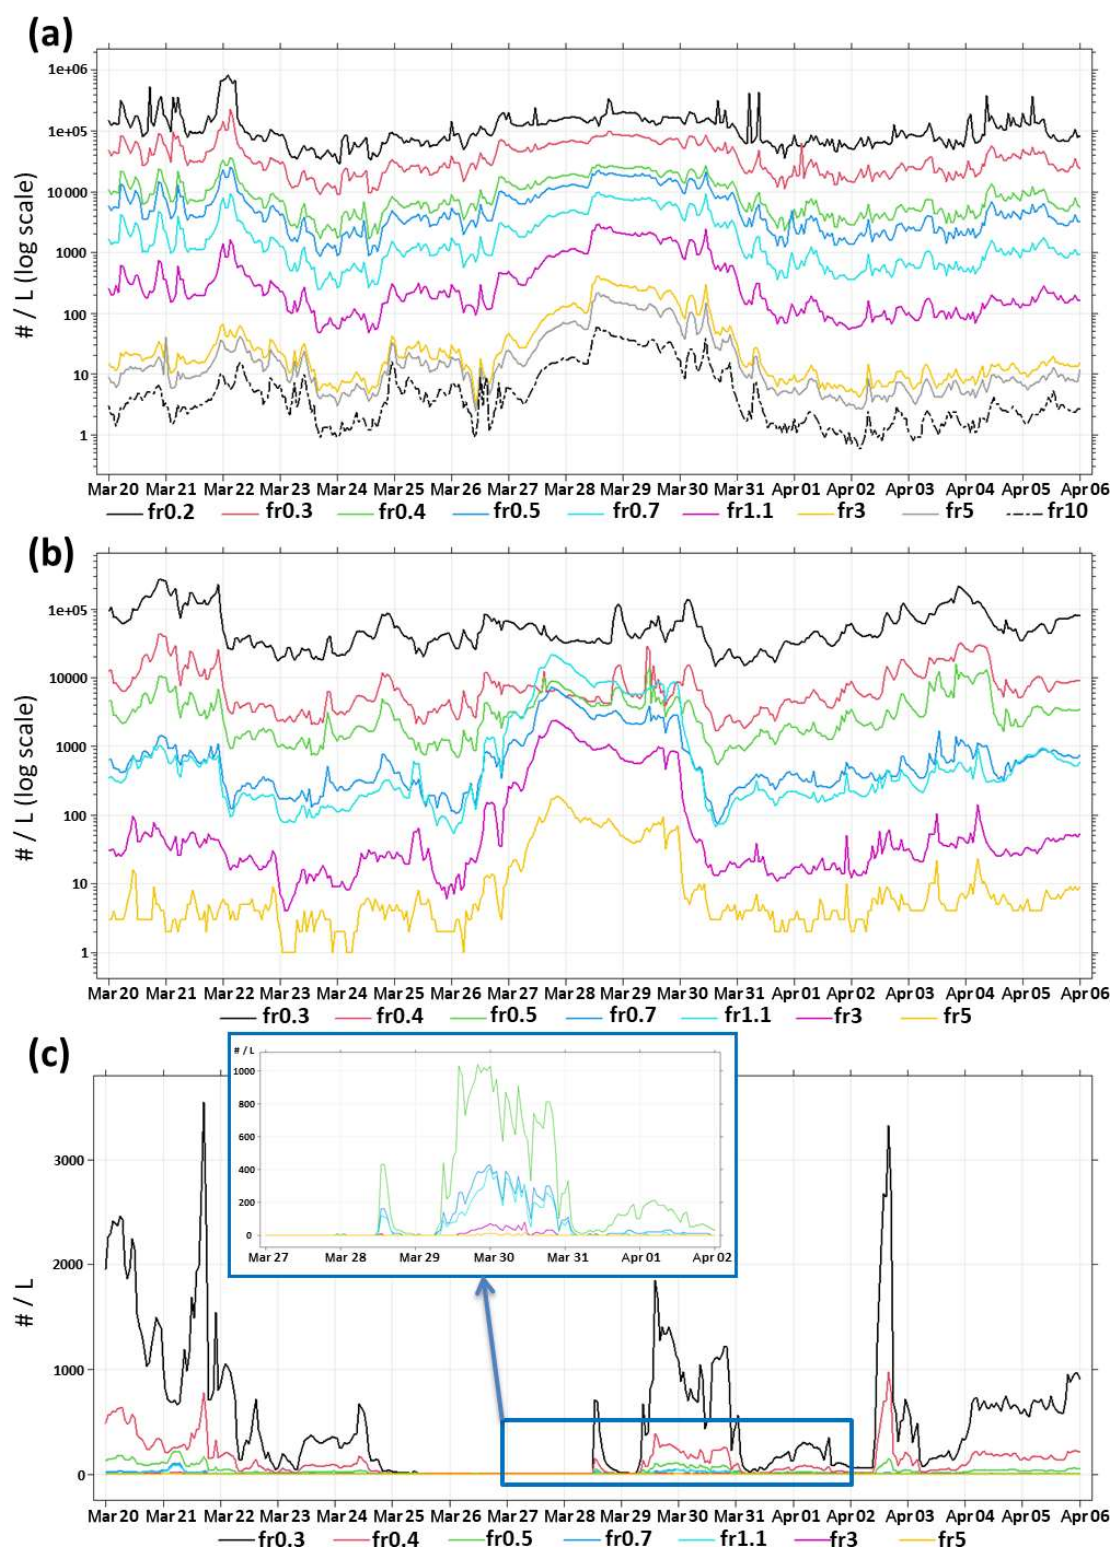 (a)
1e+06
1e+05
10000
1000
100
10
1
# / L (log scale)
Mar 20 Mar 21 Mar 22 Mar 23 Mar 24 Mar 25 Mar 26 Mar 27 Mar 28 Mar 29 Mar 30 Mar 31 Apr 01 Apr 02 Apr 03 Apr 04 Apr 05 Apr 06
fr0.2 fr0.3 fr0.4 fr0.5 fr0.7 fr1.1 fr3 fr5 fr10
(b)
1e+05
10000
1000
100
10
1
# / L (log scale)
Mar 20 Mar 21 Mar 22 Mar 23 Mar 24 Mar 25 Mar 26 Mar 27 Mar 28 Mar 29 Mar 30 Mar 31 Apr 01 Apr 02 Apr 03 Apr 04 Apr 05 Apr 06
fr0.3 fr0.4 fr0.5 fr0.7 fr1.1 fr3 fr5
(c)
# / L
1000
800
600
400
200
0
Mar 27 Mar 28 Mar 29 Mar 30 Mar 31 Apr 01 Apr 02
3000
2000
1000
0
# / L
Mar 20 Mar 21 Mar 22 Mar 23 Mar 24 Mar 25 Mar 26 Mar 27 Mar 28 Mar 29 Mar 30 Mar 31 Apr 01 Apr 02 Apr 03 Apr 04 Apr 05 Apr 06
fr0.3 fr0.4 fr0.5 fr0.7 fr1.1 fr3 fr5